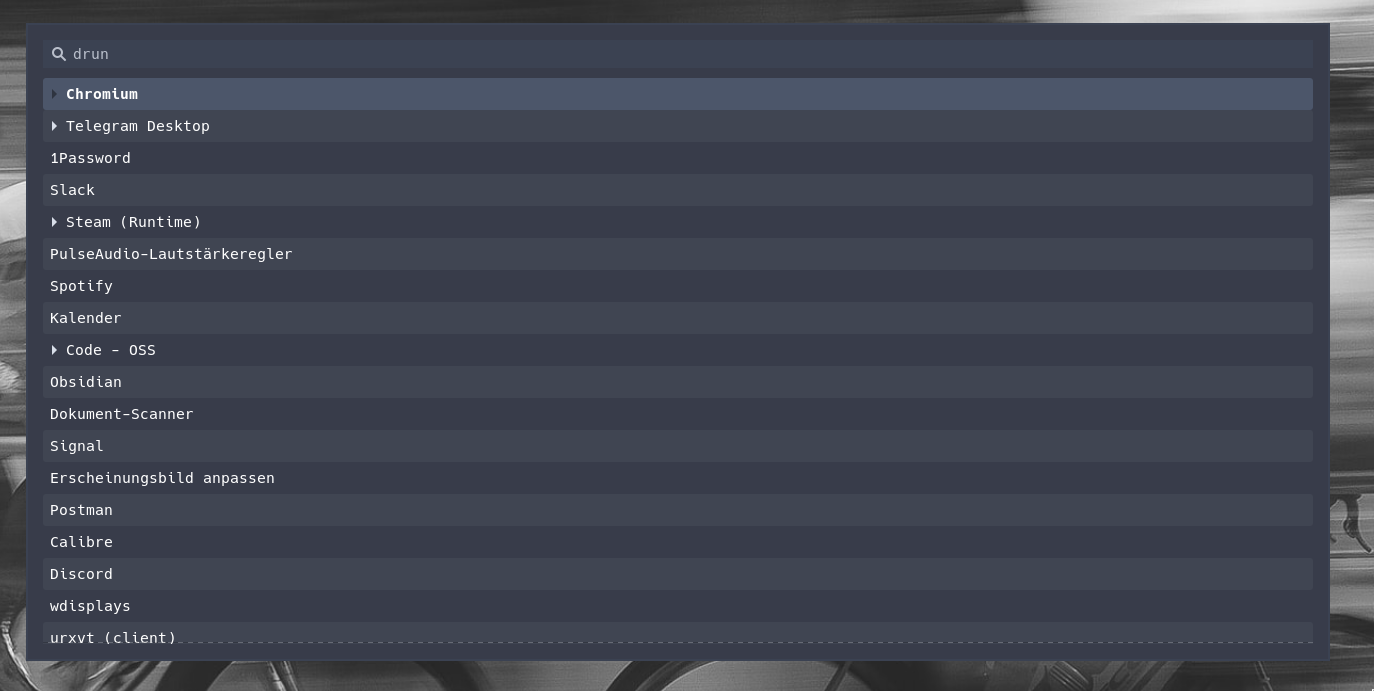 drun
Chromium
Telegram Desktop
1Password
Slack
Steam (Runtime)
PulseAudio-Lautstärkeregler
Spotify
Kalender
Code - OSS
Obsidian
Dokument-Scanner
Signal
Erscheinungsbild anpassen
Postman
Calibre
Discord
wdisplays
urxvt (client)